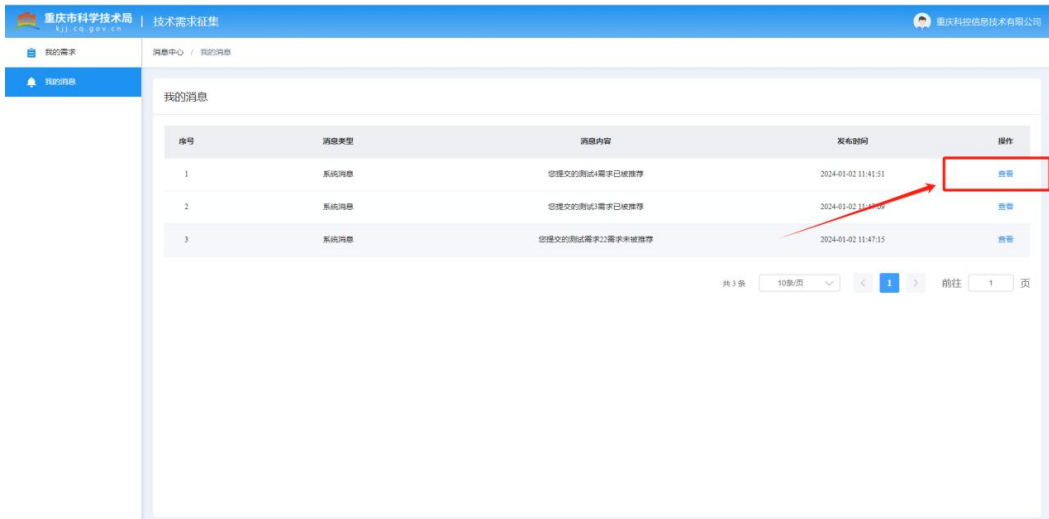 重庆市科学技术局 | 技术需求征集 重庆科控信息技术有限公司
kjj.cq.gov.cn
我的需求
消息中心 / 我的消息
我的消息
我的消息
序号 消息类型 消息内容 发布时间 操作
1 系统消息 您提交的测试4需求已被推荐 2024-01-02 11:41:51 查看
2 系统消息 您提交的测试3需求已被推荐 2024-01-02 查看
3 系统消息 您提交的测试需求22需求未被推荐 2024-01-02 11:47:15 查看
共 3 条 10条/页 1 前往 1 页